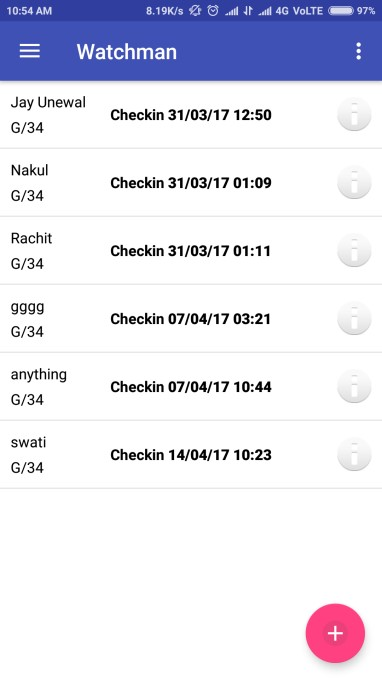 10:54 AM 8.19K/s 4G VoLTE 97%
Watchman
Jay Unewal
G/34
Checkin 31/03/17 12:50
Nakul
G/34
Checkin 31/03/17 01:09
Rachit
G/34
Checkin 31/03/17 01:11
gggg
G/34
Checkin 07/04/17 03:21
anything
G/34
Checkin 07/04/17 10:44
swati
G/34
Checkin 14/04/17 10:23